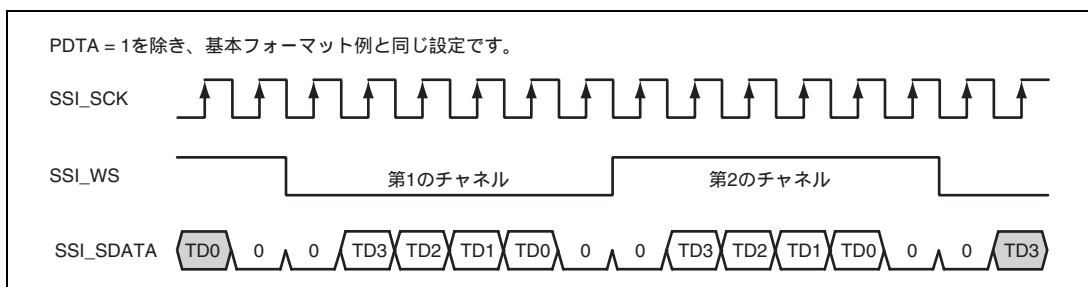 PDTA = 1を除き、基本フォーマット例と同じ設定です。
SSI_SCK
SSI_WS 第1のチャネル 第2のチャネル
SSI_SDATA TD0 0 0 TD3 TD2 TD1 TD0 0 0 TD3 TD2 TD1 TD0 0 0 TD3